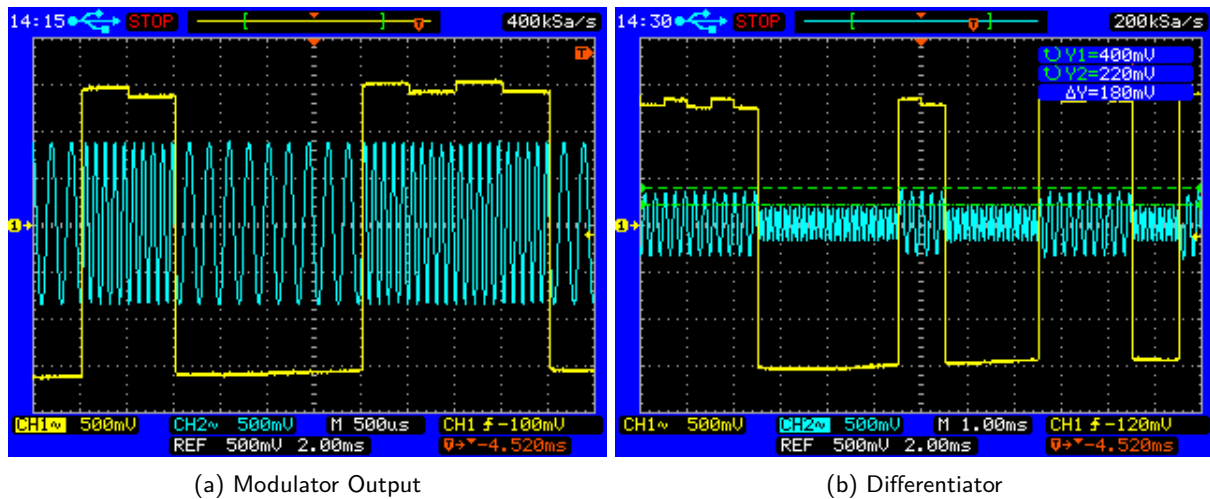 14:15 STOP 400kSa/s
T
1
CH1~ 500mV CH2~ 500mV M 500us CH1 -100mV
REF 500mV 2.00ms T→-4.520ms
(a) Modulator Output
14:30 STOP 200kSa/s
Y1=400mV
Y2=220mV
ΔY=180mV
1
CH1~ 500mV CH2~ 500mV M 1.00ms CH1 -120mV
REF 500mV 2.00ms T→-4.520ms
(b) Differentiator